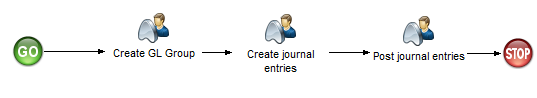 GO
Create GL Group
Create journal
entries
Post journal entries
STOP